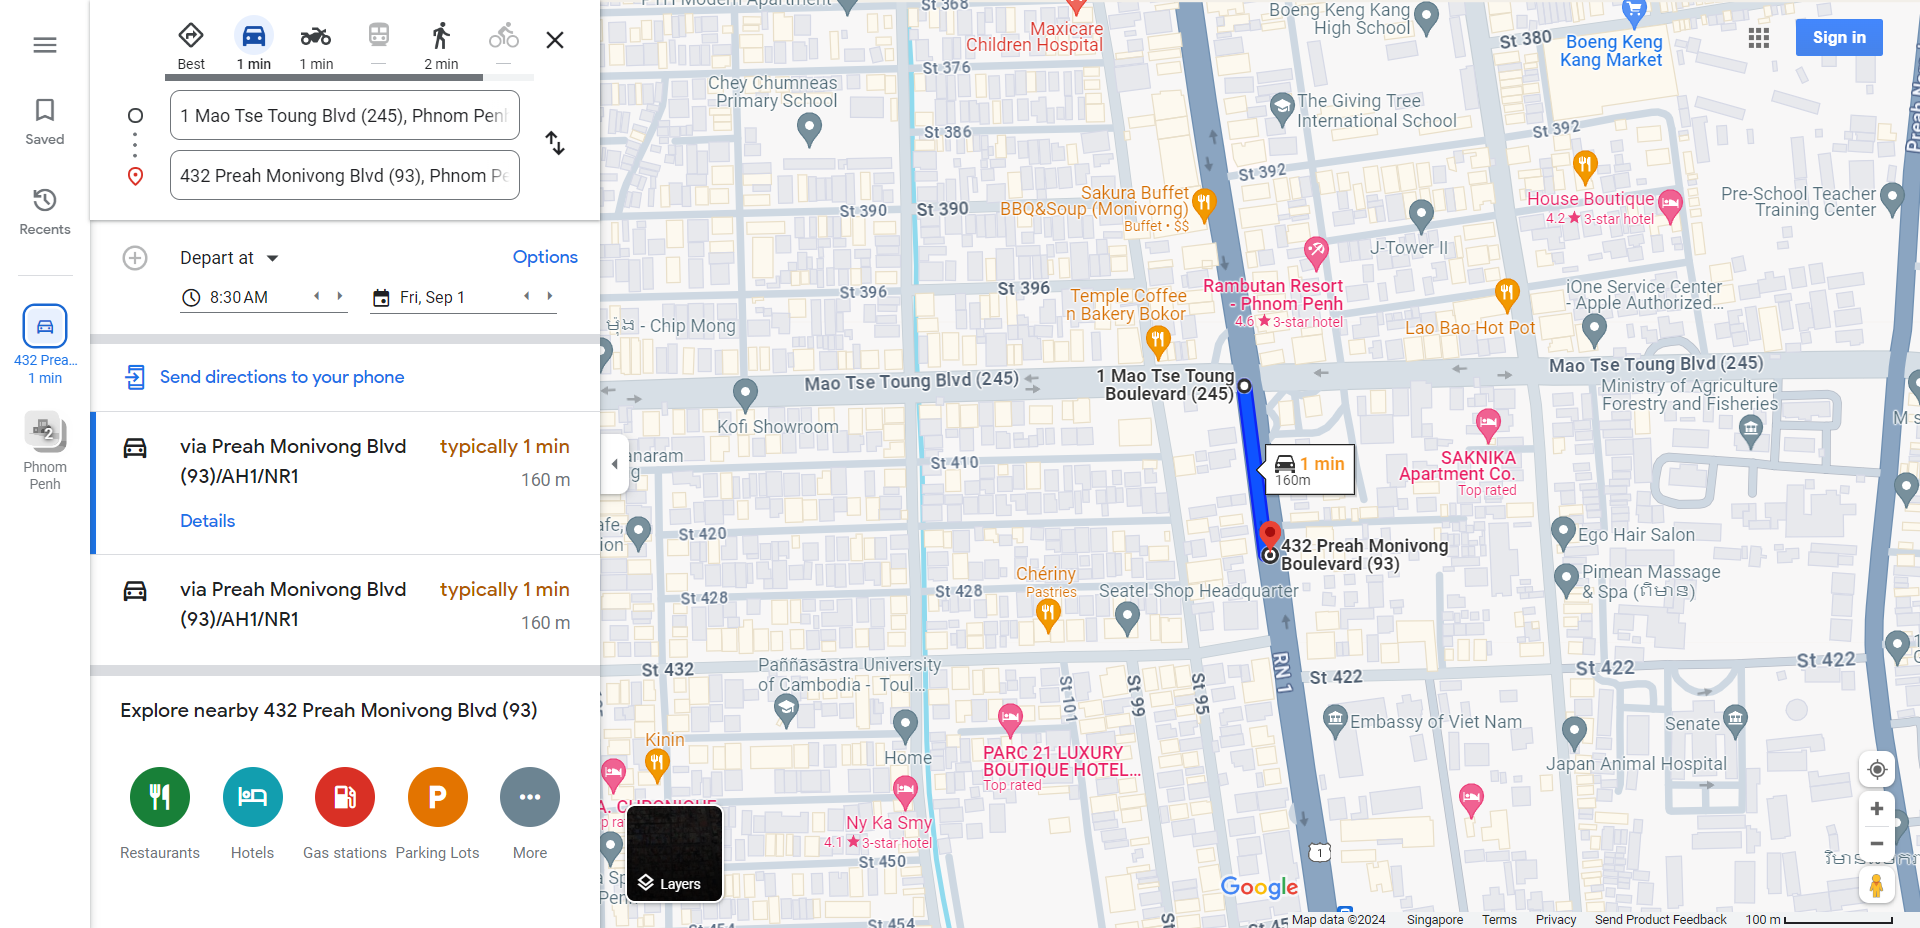 Saved
Recents
432 Prea...
1 min
2
Phnom
Penh
Best
1 min
1 min
—
2 min
—
1 Mao Tse Toung Blvd (245), Phnom Penh
432 Preah Monivong Blvd (93), Phnom Pe
Depart at
Options
8:30 AM
Fri, Sep 1
Send directions to your phone
via Preah Monivong Blvd
(93)/AH1/NR1
typically 1 min
160 m
Details
via Preah Monivong Blvd
(93)/AH1/NR1
typically 1 min
160 m
Explore nearby 432 Preah Monivong Blvd (93)
Restaurants
Hotels
Gas stations
P
Parking Lots
More
St 368
Maxicare
Children Hospital
Boeng Keng Kang
High School
St 380
Boeng Keng
Kang Market
Sign in
St 376
Chey Chumneas
Primary School
The Giving Tree
International School
St 386
St 392
St 392
Sakura Buffet
BBQ&Soup (Monivorng)
Buffet • $$
House Boutique
4.2★3-star hotel
Pre-School Teacher
Training Center
St 390
St 390
J-Tower II
Rambutan Resort
- Phnom Penh
4.6★3-star hotel
St 396
St 396
Temple Coffee
n Bakery Bokor
iOne Service Center
- Apple Authorized...
ម៉ុង - Chip Mong
Lao Bao Hot Pot
Mao Tse Toung Blvd (245)
1 Mao Tse Toung
Boulevard (245)
Mao Tse Toung Blvd (245)
Ministry of Agriculture
Forestry and Fisheries
Kofi Showroom
M s
St 410
1 min
160m
SAKNIKA
Apartment Co.
Top rated
St 420
432 Preah Monivong
Boulevard (93)
Ego Hair Salon
Chériny
Pastries
Pimean Massage
& Spa (ពិមាន)
St 428
St 428
Seatel Shop Headquarter
St 432
Paññāsāstra University
of Cambodia - Toul...
St 101
St 99
St 95
RN 1
St 422
St 422
St 422
Embassy of Viet Nam
Senate
Kinin
Home
PARC 21 LUXURY
BOUTIQUE HOTEL...
Top rated
Japan Animal Hospital
Ny Ka Smy
4.1★3-star hotel
St 450
1
Layers
Google
St 454
Map data ©2024
Singapore
Terms
Privacy
Send Product Feedback
100 m